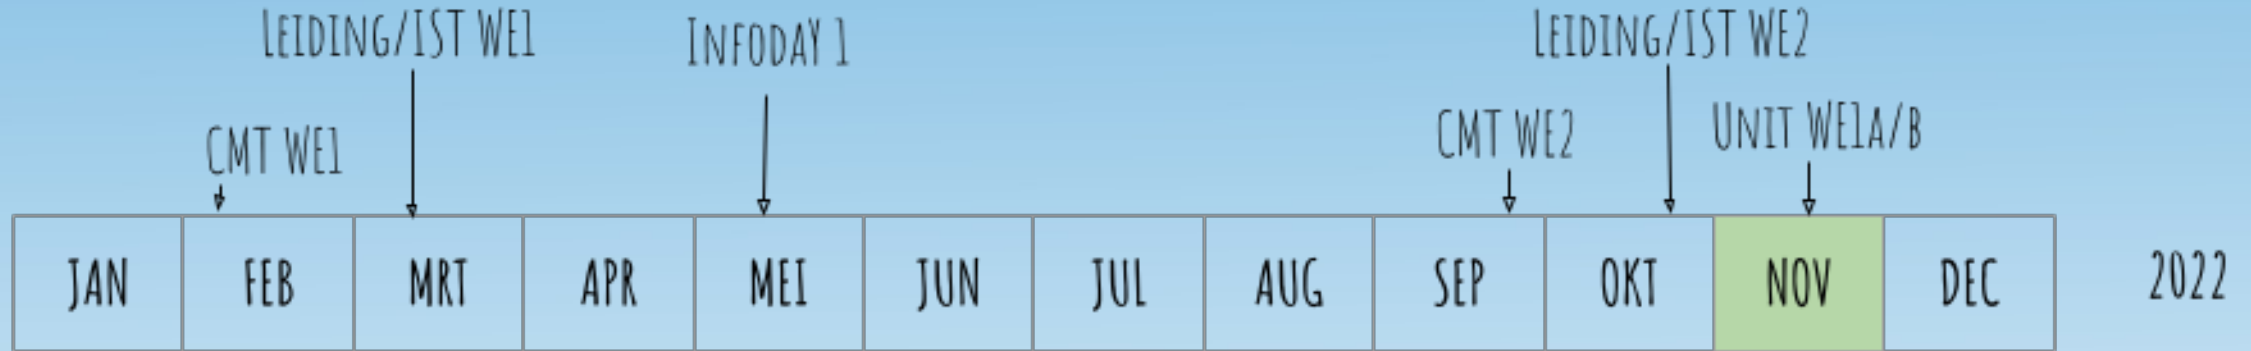 Leiding/IST WE1
Infoday 1
Leiding/IST WE2
CMT WE1
CMT WE2
Unit WE1A/B
JAN FEB MRT APR MEI JUN JUL AUG SEP OKT NOV DEC 2022